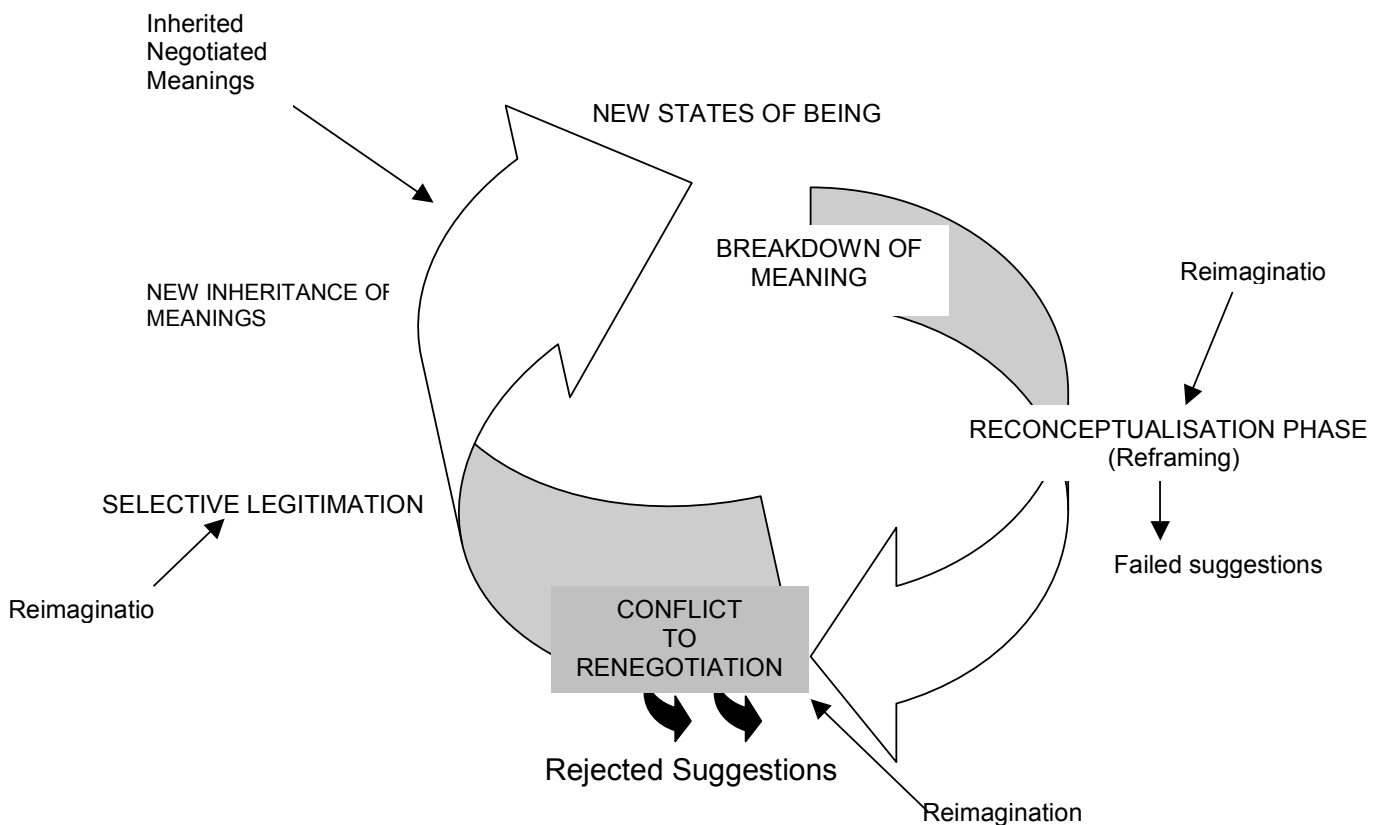 Inherited
Negotiated
Meanings
NEW STATES OF BEING
BREAKDOWN OF
MEANING
Reimaginatio
NEW INHERITANCE OF
MEANINGS
RECONCEPTUALISATION PHASE
(Reframing)
SELECTIVE LEGITIMATION
Failed suggestions
Reimaginatio
CONFLICT
TO
RENEGOTIATION
Rejected Suggestions
Reimagination